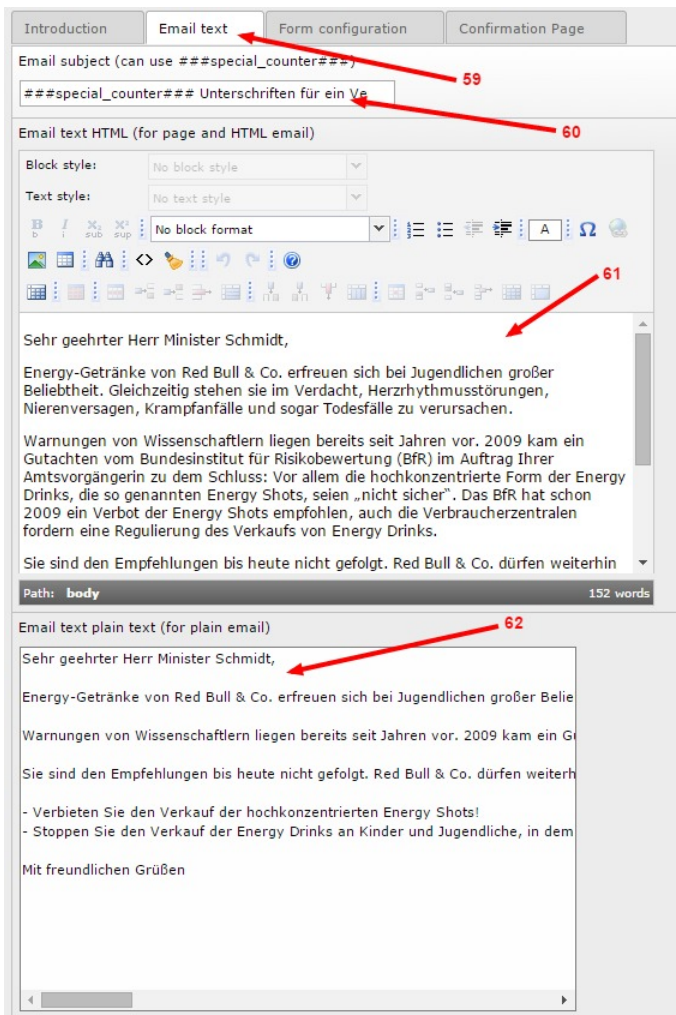 Introduction Email text Form configuration Confirmation Page
Email subject (can use ###special_counter###)
59
###special_counter### Unterschriften für ein Ve
60
Email text HTML (for page and HTML email)
Block style: No block style
Text style: No text style
B b I i X₂ sub X² sup No block format A Ω
61
Sehr geehrter Herr Minister Schmidt,
Energy-Getränke von Red Bull & Co. erfreuen sich bei Jugendlichen großer
Beliebtheit. Gleichzeitig stehen sie im Verdacht, Herzrhythmusstörungen,
Nierenversagen, Krampfanfälle und sogar Todesfälle zu verursachen.
Warnungen von Wissenschaftlern liegen bereits seit Jahren vor. 2009 kam ein
Gutachten vom Bundesinstitut für Risikobewertung (BfR) im Auftrag Ihrer
Amtsvorgängerin zu dem Schluss: Vor allem die hochkonzentrierte Form der Energy
Drinks, die so genannten Energy Shots, seien „nicht sicher“. Das BfR hat schon
2009 ein Verbot der Energy Shots empfohlen, auch die Verbraucherzentralen
fordern eine Regulierung des Verkaufs von Energy Drinks.
Sie sind den Empfehlungen bis heute nicht gefolgt. Red Bull & Co. dürfen weiterhin
Path: body 152 words
Email text plain text (for plain email)
62
Sehr geehrter Herr Minister Schmidt,
Energy-Getränke von Red Bull & Co. erfreuen sich bei Jugendlichen großer Belie
Warnungen von Wissenschaftlern liegen bereits seit Jahren vor. 2009 kam ein Gu
Sie sind den Empfehlungen bis heute nicht gefolgt. Red Bull & Co. dürfen weiterh
- Verbieten Sie den Verkauf der hochkonzentrierten Energy Shots!
- Stoppen Sie den Verkauf der Energy Drinks an Kinder und Jugendliche, in dem
Mit freundlichen Grüßen